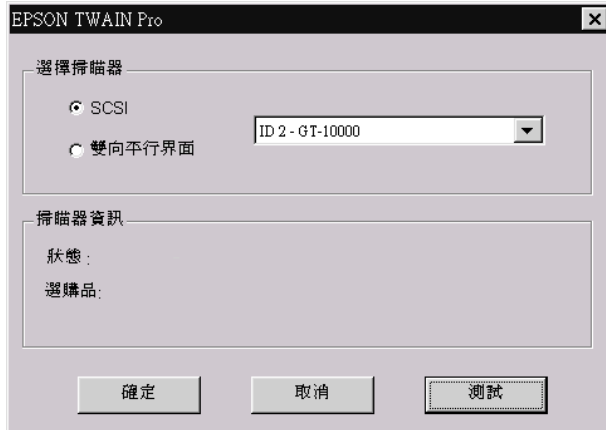 EPSON TWAIN Pro
選擇掃瞄器
SCSI
ID 2 - GT-10000
雙向平行界面
掃瞄器資訊
狀態 :
選購品:
確定 取消 測試